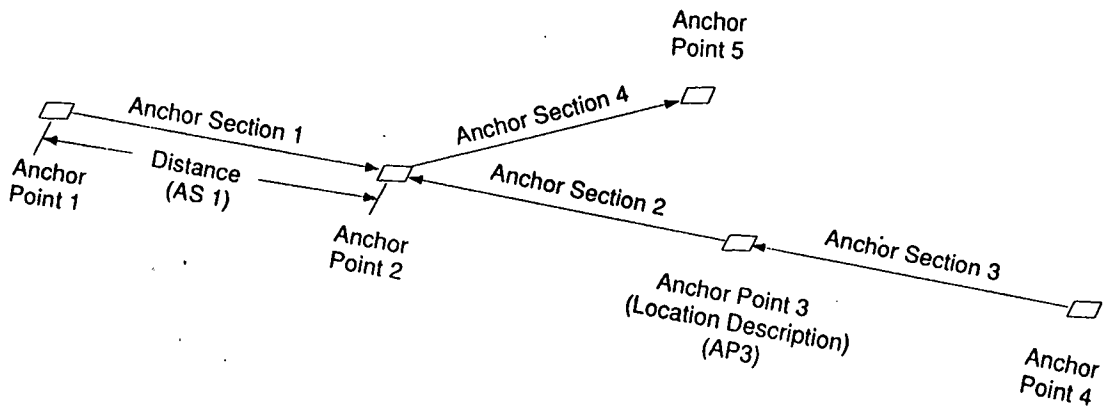 Anchor
Point 5
Anchor Section 1
Anchor Section 4
Distance
(AS 1)
Anchor
Point 1
Anchor Section 2
Anchor
Point 2
Anchor Section 3
Anchor Point 3
(Location Description)
(AP3)
Anchor
Point 4